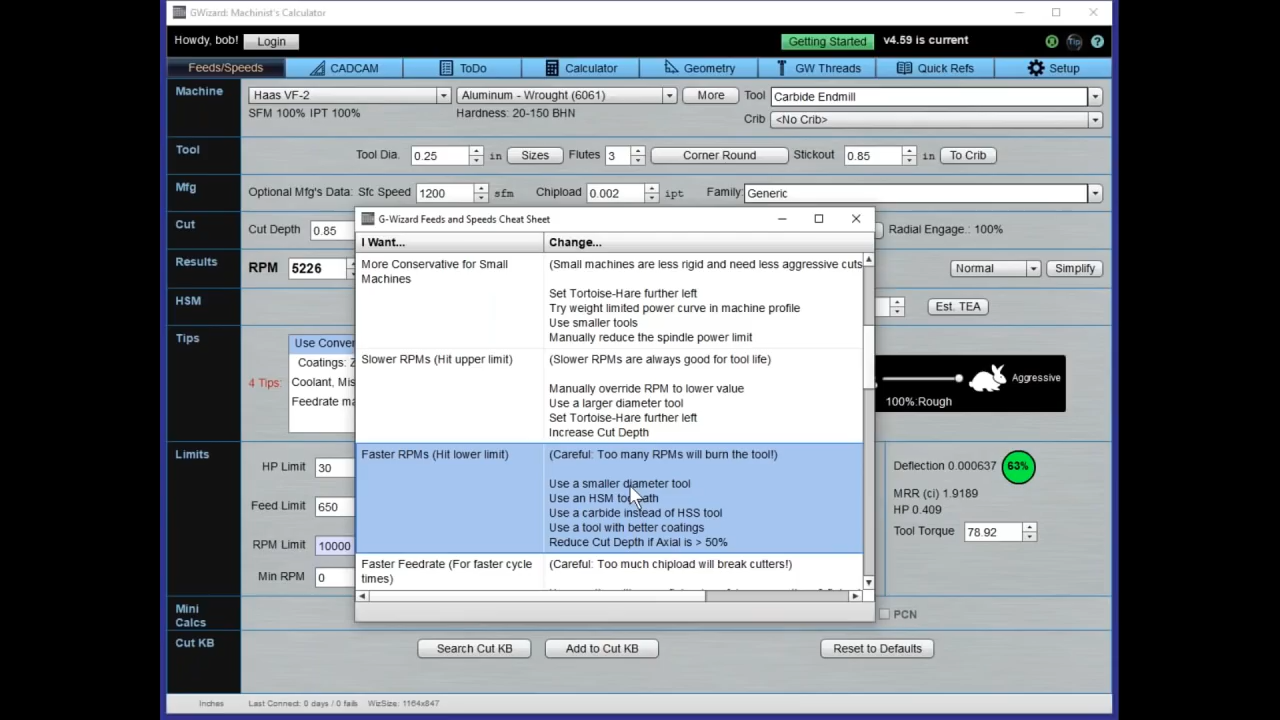 GWizard: Machinist's Calculator
Howdy, bob! Login Getting Started v4.59 is current Tip ?
Feeds/Speeds CADCAM ToDo Calculator Geometry GW Threads Quick Refs Setup
Machine Haas VF-2 Aluminum - Wrought (6061) More Tool Carbide Endmill
SFM 100% IPT 100% Hardness: 20-150 BHN Crib <No Crib>
Tool Tool Dia. 0.25 in Sizes Flutes 3 Corner Round Stickout 0.85 in To Crib
Mfg Optional Mfg's Data: Sfc Speed 1200 sfm Chipload 0.002 ipt Family: Generic
Cut Cut Depth 0.85 Radial Engage.: 100%
Results RPM 5226 Normal Simplify
HSM Est. TEA
Tips 4 Tips:
Use Conver
Coatings: Z
Coolant, Mis
Feedrate ma
Aggressive
100%:Rough
Limits
HP Limit 30
Feed Limit 650
RPM Limit 10000
Min RPM 0
Deflection 0.000637 63%
MRR (ci) 1.9189
HP 0.409
Tool Torque 78.92
Mini
Calcs
PCN
Cut KB Search Cut KB Add to Cut KB Reset to Defaults
Inches Last Connect: 0 days / 0 fails WizSize: 1164x847
G-Wizard Feeds and Speeds Cheat Sheet
I Want... Change...
More Conservative for Small
Machines
(Small machines are less rigid and need less aggressive cuts
Set Tortoise-Hare further left
Try weight limited power curve in machine profile
Use smaller tools
Manually reduce the spindle power limit
Slower RPMs (Hit upper limit) (Slower RPMs are always good for tool life)
Manually override RPM to lower value
Use a larger diameter tool
Set Tortoise-Hare further left
Increase Cut Depth
Faster RPMs (Hit lower limit) (Careful: Too many RPMs will burn the tool!)
Use a smaller diameter tool
Use an HSM toolpath
Use a carbide instead of HSS tool
Use a tool with better coatings
Reduce Cut Depth if Axial is > 50%
Faster Feedrate (For faster cycle
times)
(Careful: Too much chipload will break cutters!)